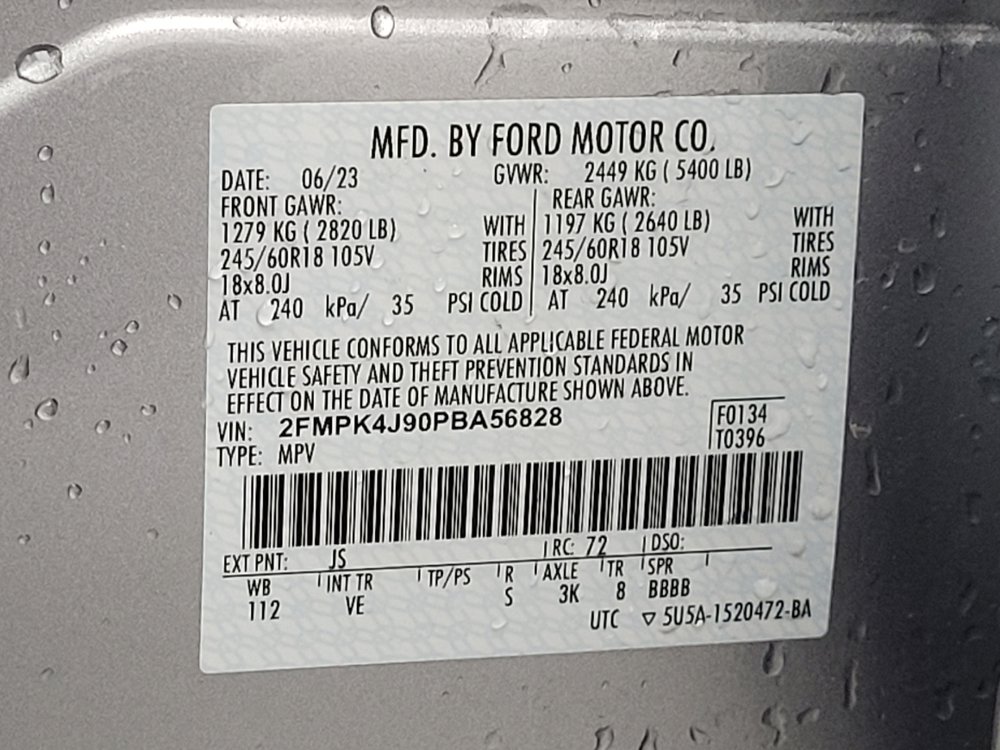 MFD. BY FORD MOTOR CO.
DATE: 06/23 GVWR: 2449 KG ( 5400 LB)
FRONT GAWR: REAR GAWR:
1279 KG ( 2820 LB) WITH 1197 KG ( 2640 LB) WITH
245/60R18 105V TIRES 245/60R18 105V TIRES
18x8.0J RIMS 18x8.0J RIMS
AT 240 kPa/ 35 PSI COLD AT 240 kPa/ 35 PSI COLD
THIS VEHICLE CONFORMS TO ALL APPLICABLE FEDERAL MOTOR
VEHICLE SAFETY AND THEFT PREVENTION STANDARDS IN
EFFECT ON THE DATE OF MANUFACTURE SHOWN ABOVE.
VIN: 2FMPK4J90PBA56828 F0134
TYPE: MPV T0396
EXT PNT: JS RC: 72 DSO:
WB INT TR TP/PS R AXLE TR SPR
112 VE S 3K 8 BBBB
UTC ▽ 5U5A-1520472-BA